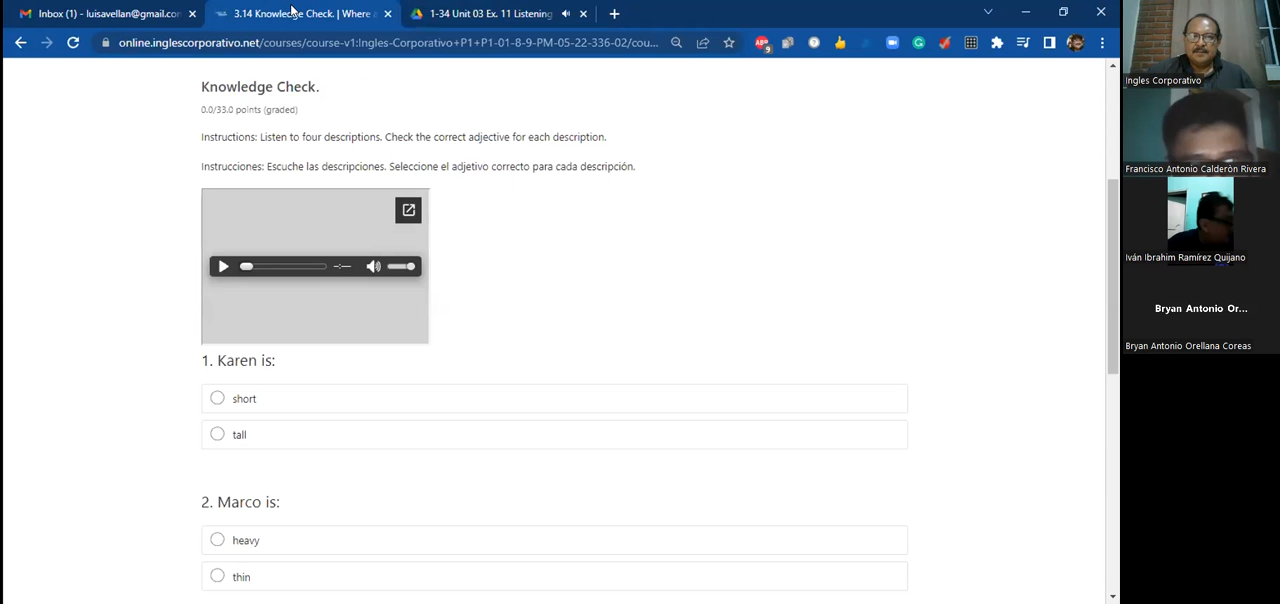 Inbox (1) - luisavellan@gmail.com
3.14 Knowledge Check. | Where a
1-34 Unit 03 Ex. 11 Listening
online.inglescorporativo.net/courses/course-v1:Ingles-Corporativo+P1+P1-01-8-9-PM-05-22-336-02/cou...
9
Knowledge Check.
0.0/33.0 points (graded)
Instructions: Listen to four descriptions. Check the correct adjective for each description.
Instrucciones: Escuche las descripciones. Seleccione el adjetivo correcto para cada descripción.
-:--
1. Karen is:
short
tall
2. Marco is:
heavy
thin
Ingles Corporativo
Francisco Antonio Calderón Rivera
Iván Ibrahim Ramírez Quijano
Bryan Antonio Or...
Bryan Antonio Orellana Coreas